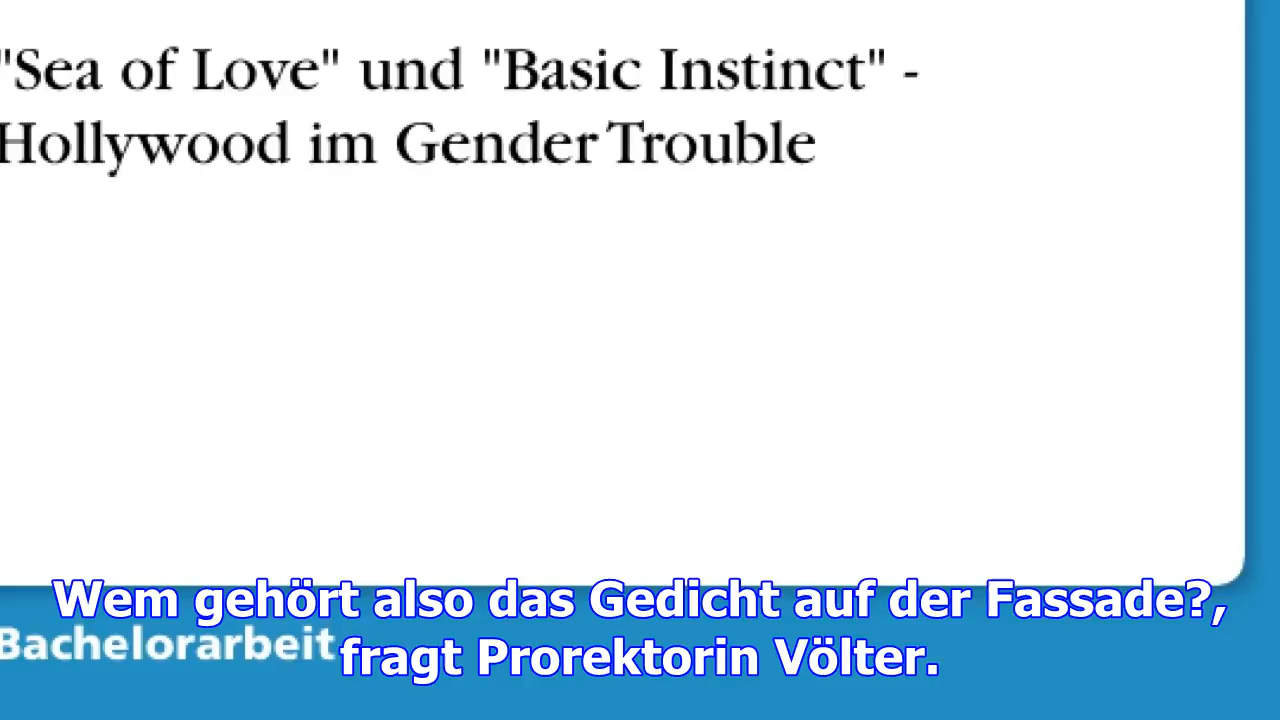 "Sea of Love" und "Basic Instinct" -
Hollywood im Gender Trouble
Wem gehört also das Gedicht auf der Fassade?,
Bachelorarbeit
fragt Prorektorin Völter.